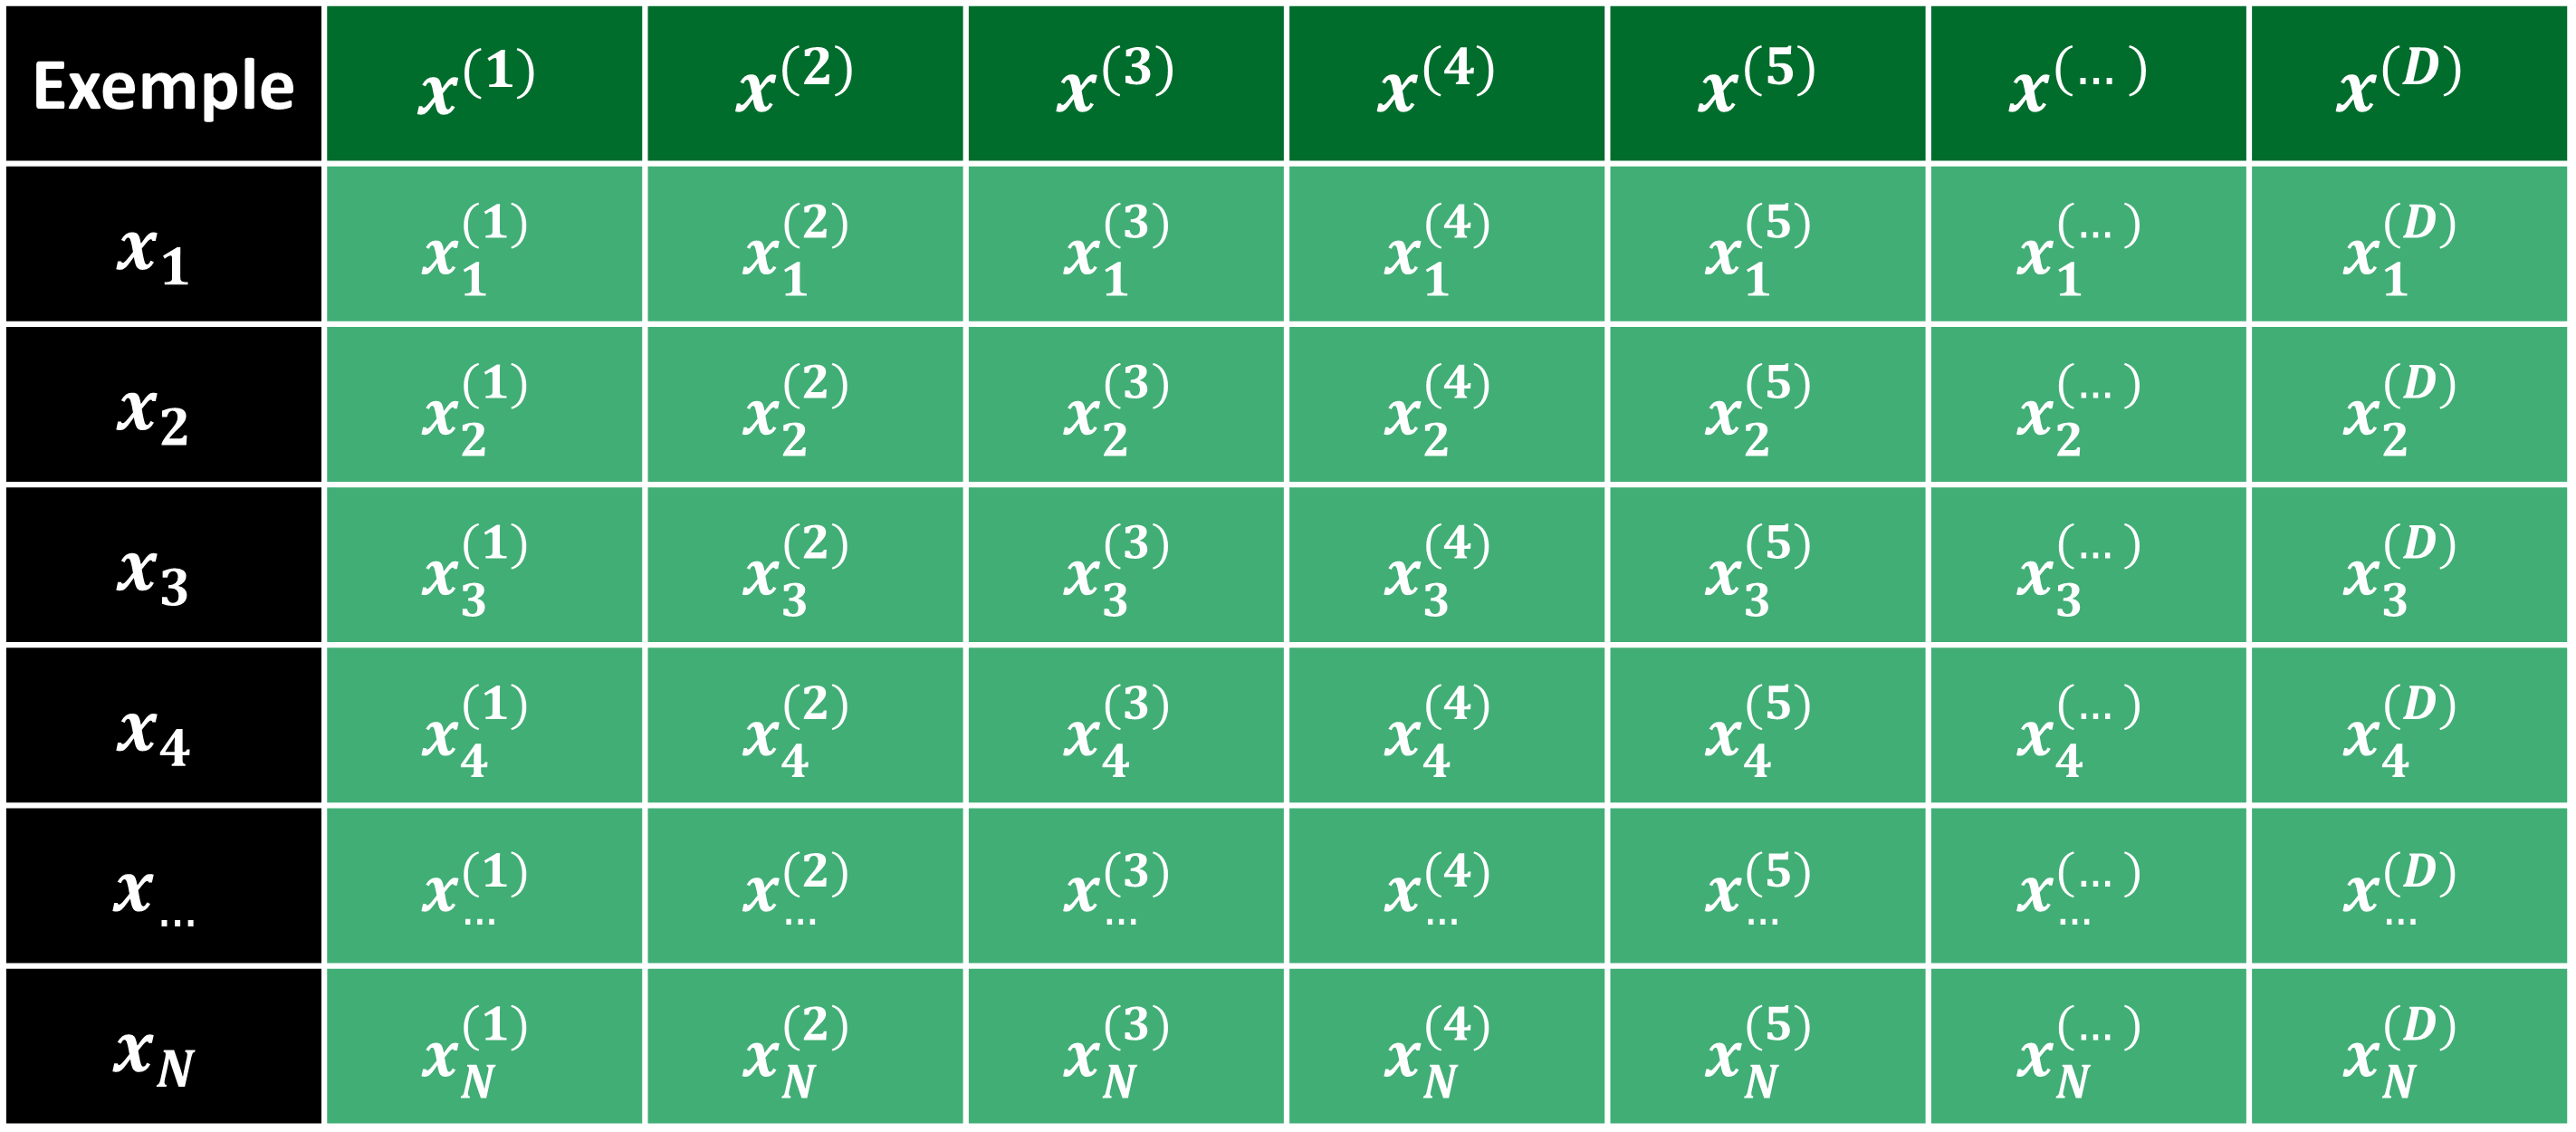 Exemple x^(1) x^(2) x^(3) x^(4) x^(5) x^(…) x^(D)
x_1 x_1^(1) x_1^(2) x_1^(3) x_1^(4) x_1^(5) x_1^(…) x_1^(D)
x_2 x_2^(1) x_2^(2) x_2^(3) x_2^(4) x_2^(5) x_2^(…) x_2^(D)
x_3 x_3^(1) x_3^(2) x_3^(3) x_3^(4) x_3^(5) x_3^(…) x_3^(D)
x_4 x_4^(1) x_4^(2) x_4^(3) x_4^(4) x_4^(5) x_4^(…) x_4^(D)
x_… x_…^(1) x_…^(2) x_…^(3) x_…^(4) x_…^(5) x_…^(…) x_…^(D)
x_N x_N^(1) x_N^(2) x_N^(3) x_N^(4) x_N^(5) x_N^(…) x_N^(D)